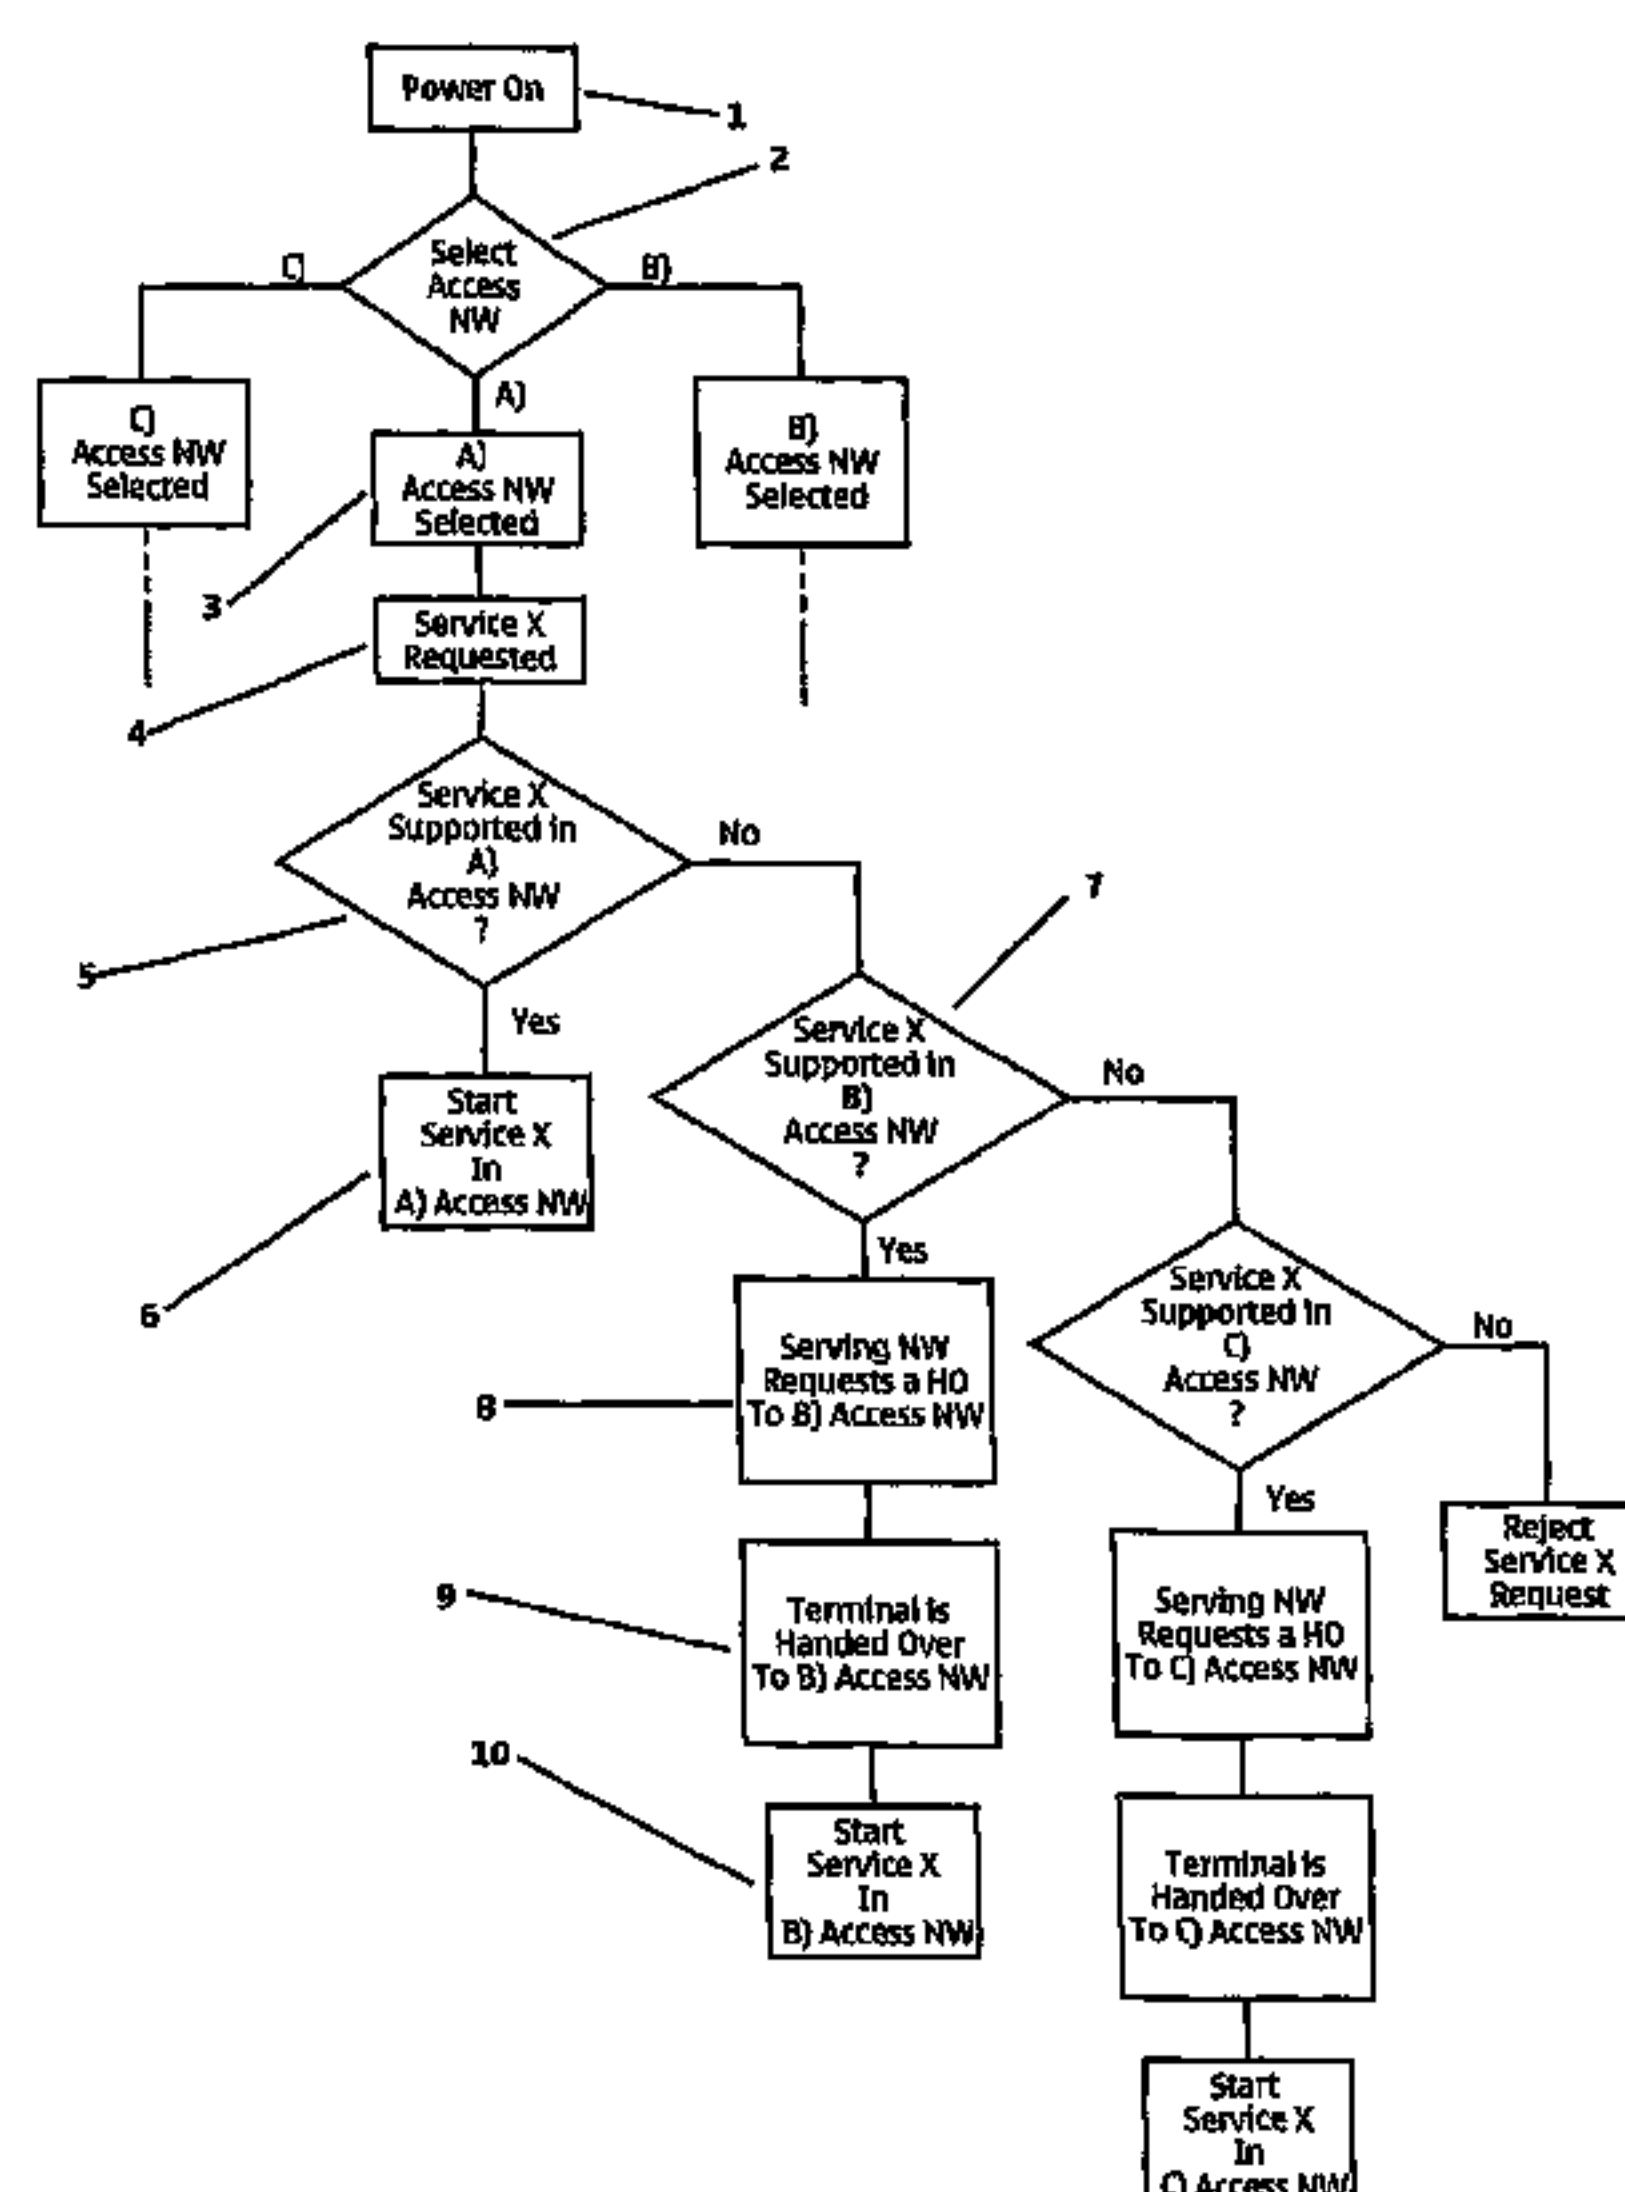 Power On
1
2
Select
Access
NW
C)
B)
A)
C)
Access NW
Selected
A)
Access NW
Selected
B)
Access NW
Selected
3
Service X
Requested
4
Service X
Supported in
A)
Access NW
?
No
5
7
Yes
Service X
Supported in
B)
Access NW
?
No
Start
Service X
In
A) Access NW
6
Yes
Service X
Supported in
C)
Access NW
?
No
Serving NW
Requests a HO
To B) Access NW
8
Yes
Reject
Service X
Request
Terminal is
Handed Over
To B) Access NW
9
Serving NW
Requests a HO
To C) Access NW
10
Start
Service X
In
B) Access NW
Terminal is
Handed Over
To C) Access NW
Start
Service X
In
C) Access NW